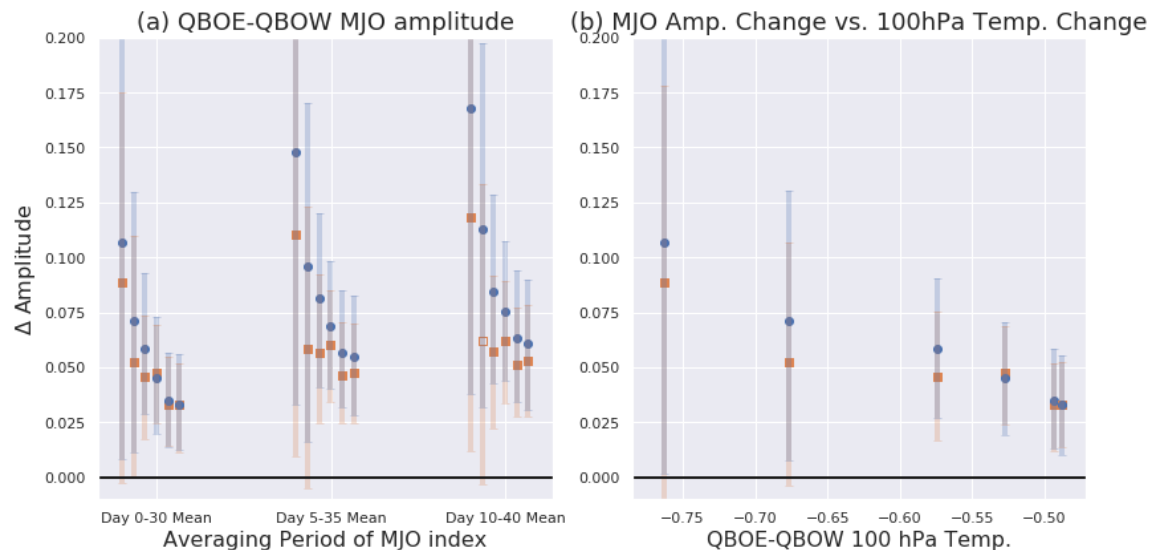 (a) QBOE-QBOW MJO amplitude
Δ Amplitude
0.200
0.175
0.150
0.125
0.100
0.075
0.050
0.025
0.000
Day 0-30 Mean Day 5-35 Mean Day 10-40 Mean
Averaging Period of MJO index
(b) MJO Amp. Change vs. 100hPa Temp. Change
0.200
0.175
0.150
0.125
0.100
0.075
0.050
0.025
0.000
−0.75 −0.70 −0.65 −0.60 −0.55 −0.50
QBOE-QBOW 100 hPa Temp.